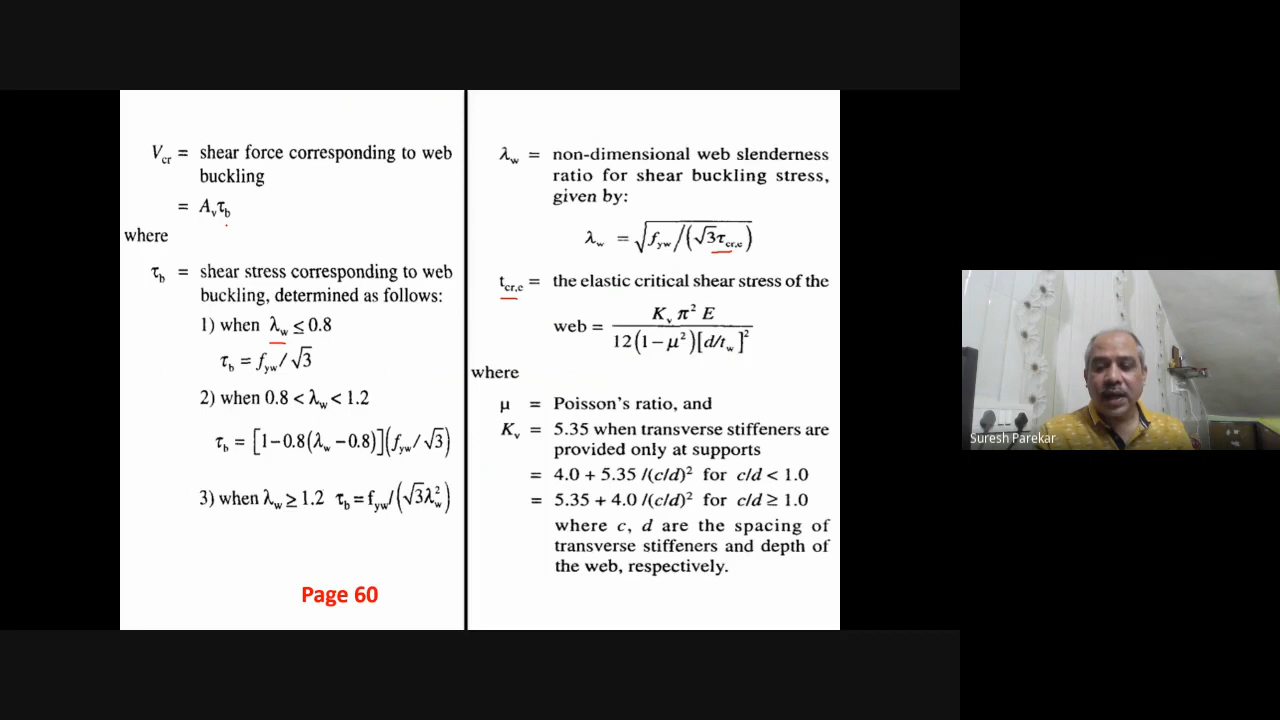 V_cr = shear force corresponding to web
buckling
= A_v τ_b
where
τ_b = shear stress corresponding to web
buckling, determined as follows:
1) when λ_w ≤ 0.8
τ_b = f_yw / √3
2) when 0.8 < λ_w < 1.2
τ_b = [1−0.8(λ_w −0.8)](f_yw / √3)
3) when λ_w ≥ 1.2 τ_b = f_yw / (√3 λ_w^2)
Page 60
λ_w = non-dimensional web slenderness
ratio for shear buckling stress,
given by:
λ_w = √(f_yw / (√3 τ_cr,e))
t_cr,e = the elastic critical shear stress of the
web = K_v π^2 E / 12(1−μ^2)[d/t_w]^2
where
μ = Poisson's ratio, and
K_v = 5.35 when transverse stiffeners are
provided only at supports
= 4.0 + 5.35 /(c/d)^2 for c/d < 1.0
= 5.35 + 4.0 /(c/d)^2 for c/d ≥ 1.0
where c, d are the spacing of
transverse stiffeners and depth of
the web, respectively.
Suresh Parekar